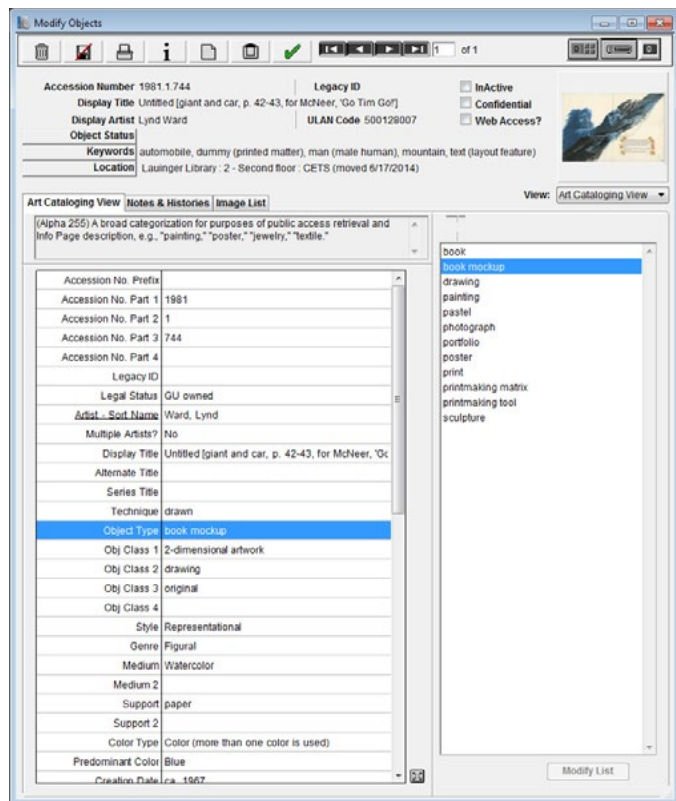 Modify Objects
1 of 1
Accession Number 1981.1.744 Legacy ID InActive
Display Title Untitled [giant and car, p. 42-43, for McNeer, 'Go Tim Go!'] Confidential
Display Artist Lynd Ward ULAN Code 500128007 Web Access?
Object Status
Keywords automobile, dummy (printed matter), man (male human), mountain, text (layout feature)
Location Lauinger Library : 2 - Second floor : CETS (moved 6/17/2014)
Art Cataloging View Notes & Histories Image List View: Art Cataloging View
(Alpha 255) A broad categorization for purposes of public access retrieval and
Info Page description, e.g., "painting," "poster," "jewelry," "textile."
Accession No. Prefix
Accession No. Part 1 1981
Accession No. Part 2 1
Accession No. Part 3 744
Accession No. Part 4
Legacy ID
Legal Status GU owned
Artist - Sort Name Ward, Lynd
Multiple Artists? No
Display Title Untitled [giant and car, p. 42-43, for McNeer, 'Gc
Alternate Title
Series Title
Technique drawn
Object Type book mockup
Obj Class 1 2-dimensional artwork
Obj Class 2 drawing
Obj Class 3 original
Obj Class 4
Style Representational
Genre Figural
Medium Watercolor
Medium 2
Support paper
Support 2
Color Type Color (more than one color is used)
Predominant Color Blue
Creation Date ca. 1967
book
book mockup
drawing
painting
pastel
photograph
portfolio
poster
print
printmaking matrix
printmaking tool
sculpture
Modify List